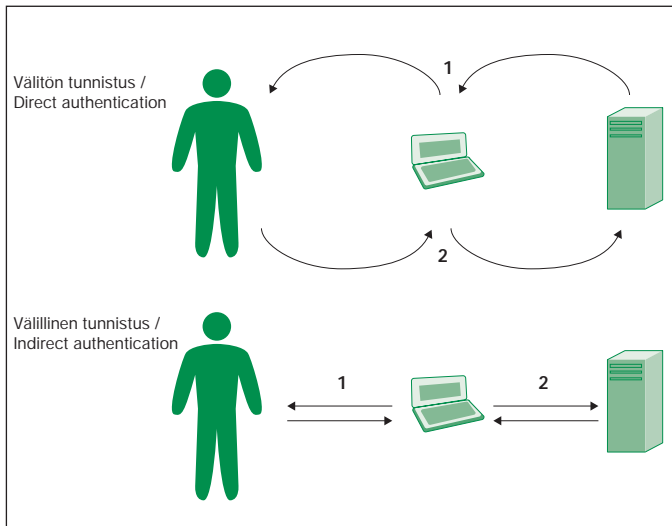 1
Välitön tunnistus /
Direct authentication
2
Välillinen tunnistus /
Indirect authentication
1 2